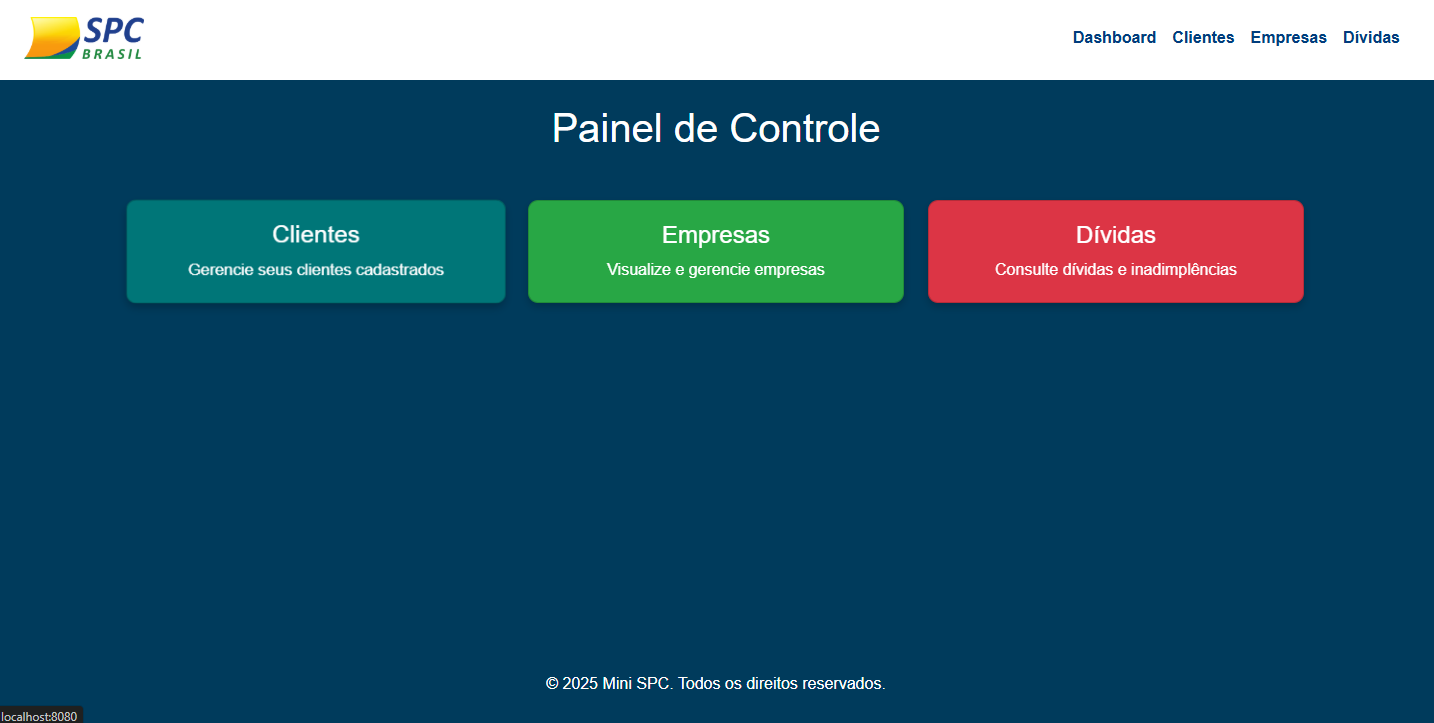 SPC
BRASIL
Dashboard Clientes Empresas Dívidas
Painel de Controle
Clientes
Gerencie seus clientes cadastrados
Empresas
Visualize e gerencie empresas
Dívidas
Consulte dívidas e inadimplências
© 2025 Mini SPC. Todos os direitos reservados.
localhost:8080